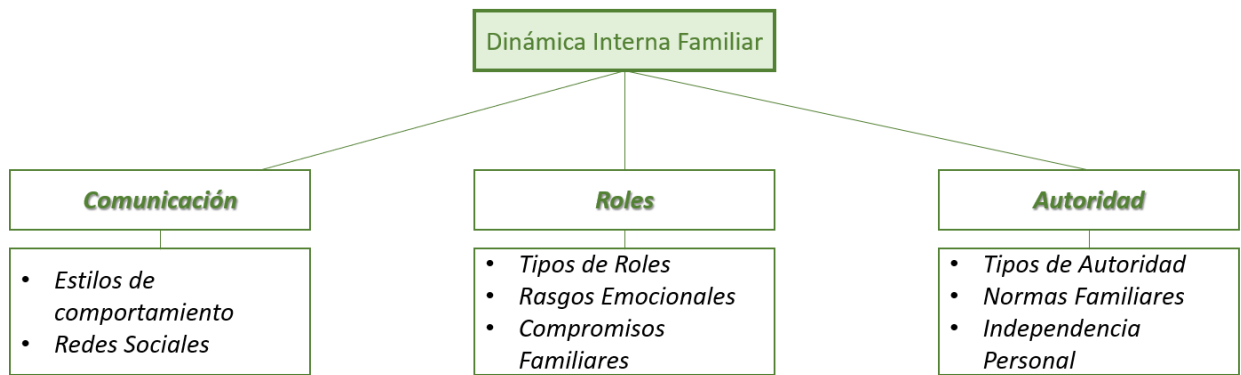 Dinámica Interna Familiar
Comunicación
• Estilos de
comportamiento
• Redes Sociales
Roles
• Tipos de Roles
• Rasgos Emocionales
• Compromisos
Familiares
Autoridad
• Tipos de Autoridad
• Normas Familiares
• Independencia
Personal